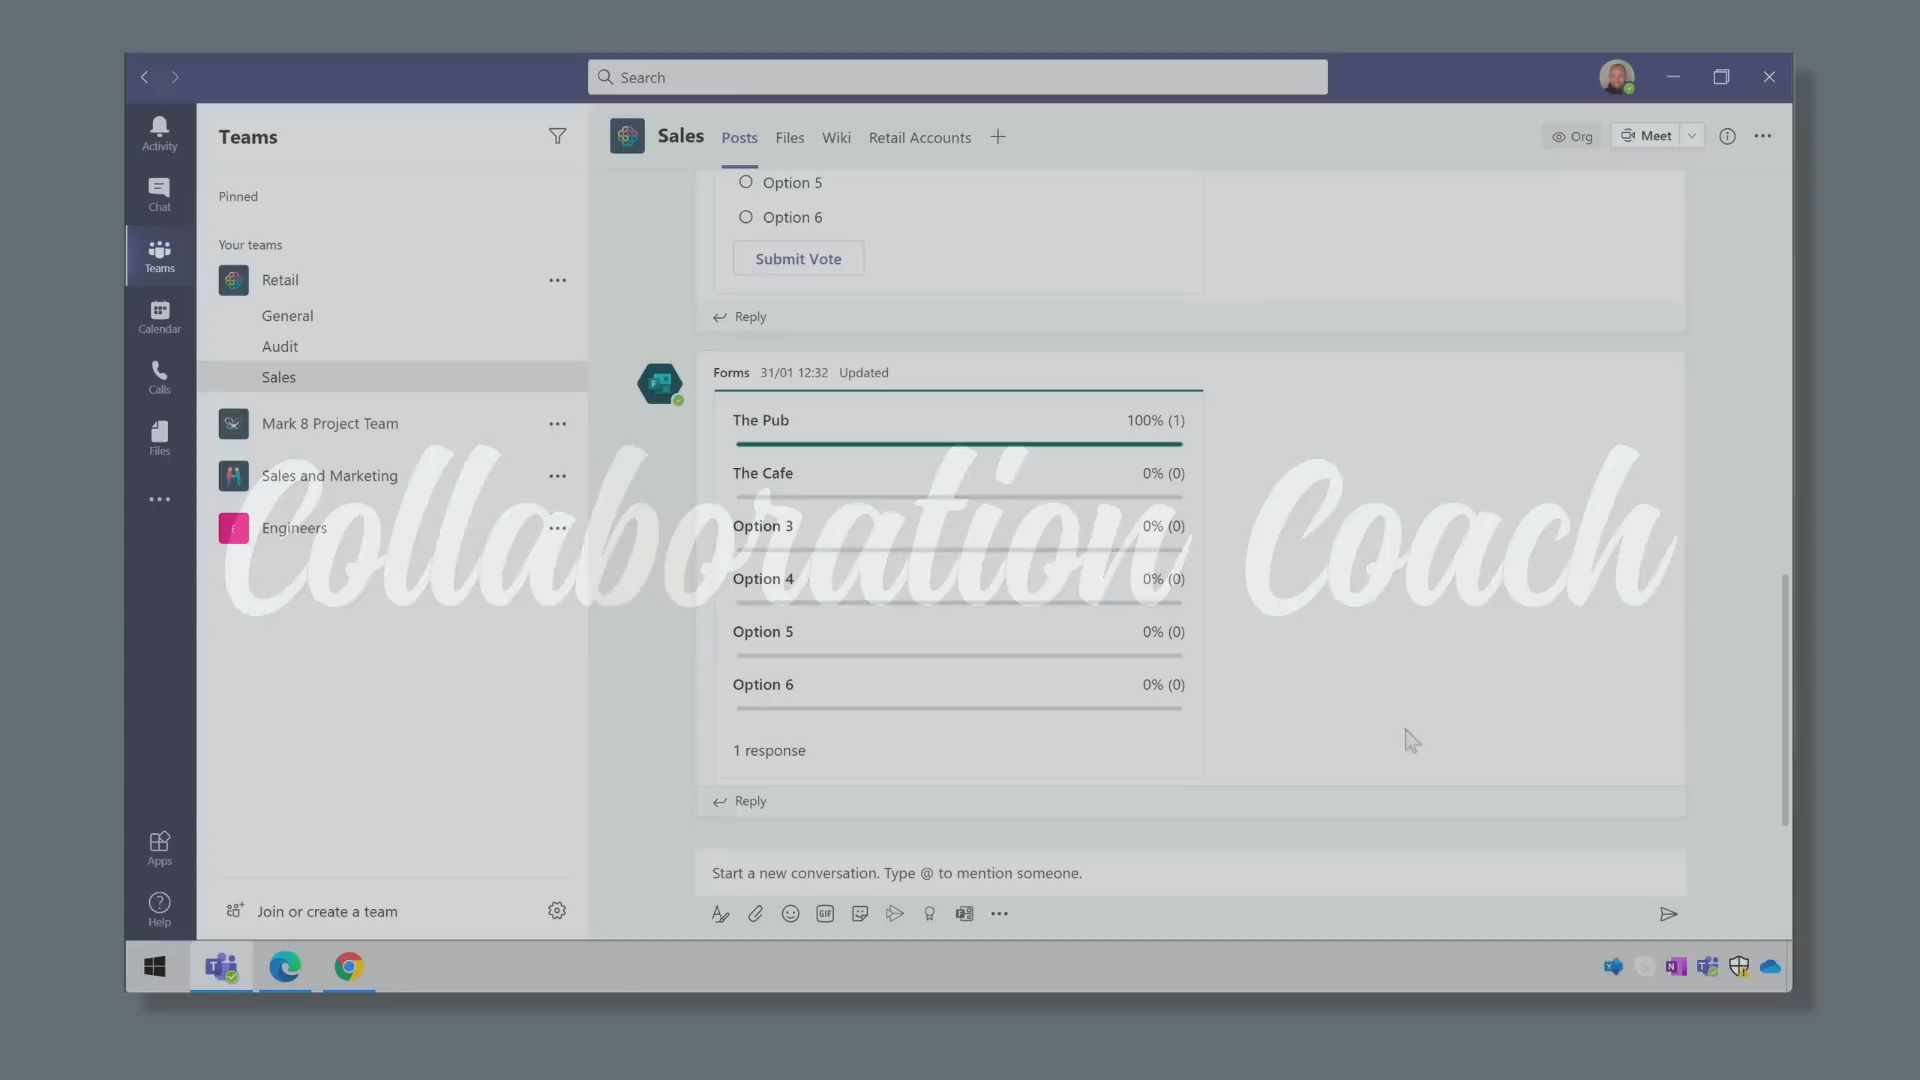 Search
Activity
Chat
Teams
Calendar
Calls
Files
Apps
Help
Teams
Pinned
Your teams
Retail
General
Audit
Sales
Mark 8 Project Team
Sales and Marketing
Engineers
Join or create a team
Sales Posts Files Wiki Retail Accounts
Org Meet
Option 5
Option 6
Submit Vote
Reply
Forms 31/01 12:32 Updated
The Pub 100% (1)
The Cafe 0% (0)
Option 3 0% (0)
Option 4 0% (0)
Option 5 0% (0)
Option 6 0% (0)
1 response
Reply
Start a new conversation. Type @ to mention someone.
GIF
Collaboration Coach